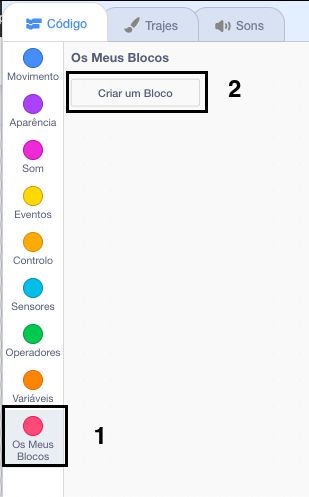 Código
Trajes
Sons
Movimento
Aparência
Som
Eventos
Controlo
Sensores
Operadores
Variáveis
Os Meus
Blocos
Os Meus Blocos
Criar um Bloco
2
1